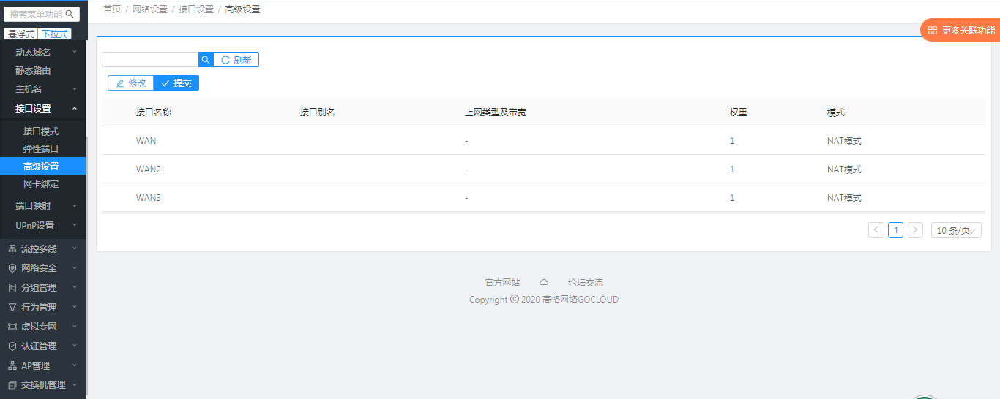 首页 / 网络设置 / 接口设置 / 高级设置
搜索菜单功能
悬浮式 下拉式
动态域名
静态路由
主机名
接口设置
接口模式
弹性端口
高级设置
网卡绑定
端口映射
UPnP设置
流控多线
网络安全
分组管理
行为管理
虚拟专网
认证管理
AP管理
交换机管理
更多关联功能
刷新
修改 提交
接口名称 接口别名 上网类型及带宽 权重 模式
WAN - 1 NAT模式
WAN2 - 1 NAT模式
WAN3 - 1 NAT模式
< 1 > 10 条/页
官方网站 论坛交流
Copyright © 2020 高恪网络GOCLOUD